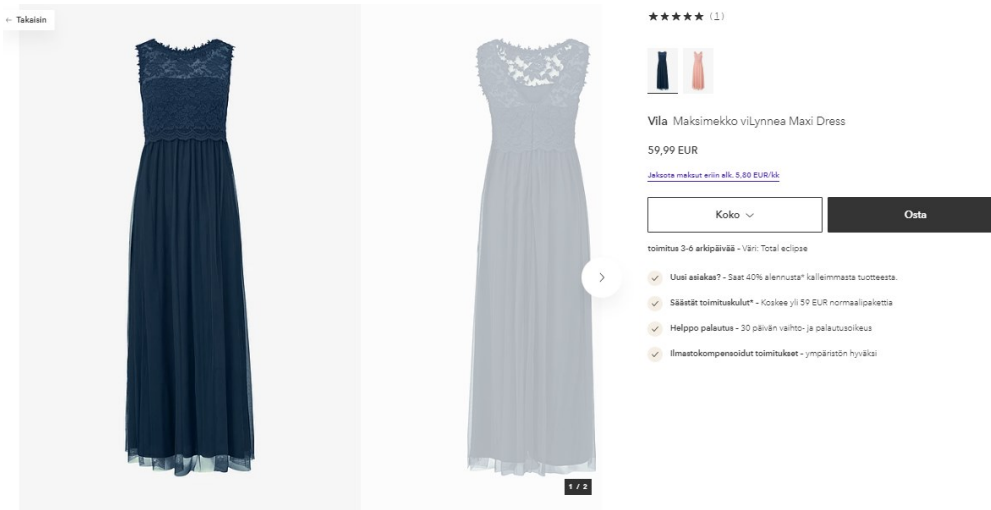 ← Takaisin
★★★★★ (1)
Vila Maksimekko viLynnea Maxi Dress
59,99 EUR
Jaksota maksut eriin alk. 5,80 EUR/kk
Koko
Osta
toimitus 3-6 arkipäivää - Väri: Total eclipse
Uusi asiakas? - Saat 40% alennusta* kalleimmasta tuotteesta.
Säästät toimituskulut* - Koskee yli 59 EUR normaalipakettia
Helppo palautus - 30 päivän vaihto- ja palautusoikeus
Ilmastokompensoidut toimitukset - ympäristön hyväksi
1 / 2